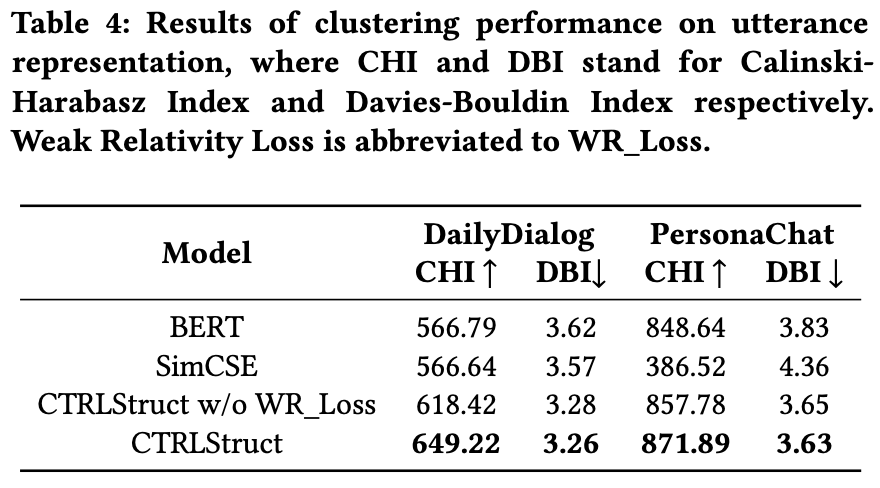 Table 4: Results of clustering performance on utterance
representation, where CHI and DBI stand for Calinski-
Harabasz Index and Davies-Bouldin Index respectively.
Weak Relativity Loss is abbreviated to WR_Loss.
Model DailyDialog PersonaChat
CHI ↑ DBI↓ CHI ↑ DBI ↓
BERT 566.79 3.62 848.64 3.83
SimCSE 566.64 3.57 386.52 4.36
CTRLStruct w/o WR_Loss 618.42 3.28 857.78 3.65
CTRLStruct 649.22 3.26 871.89 3.63